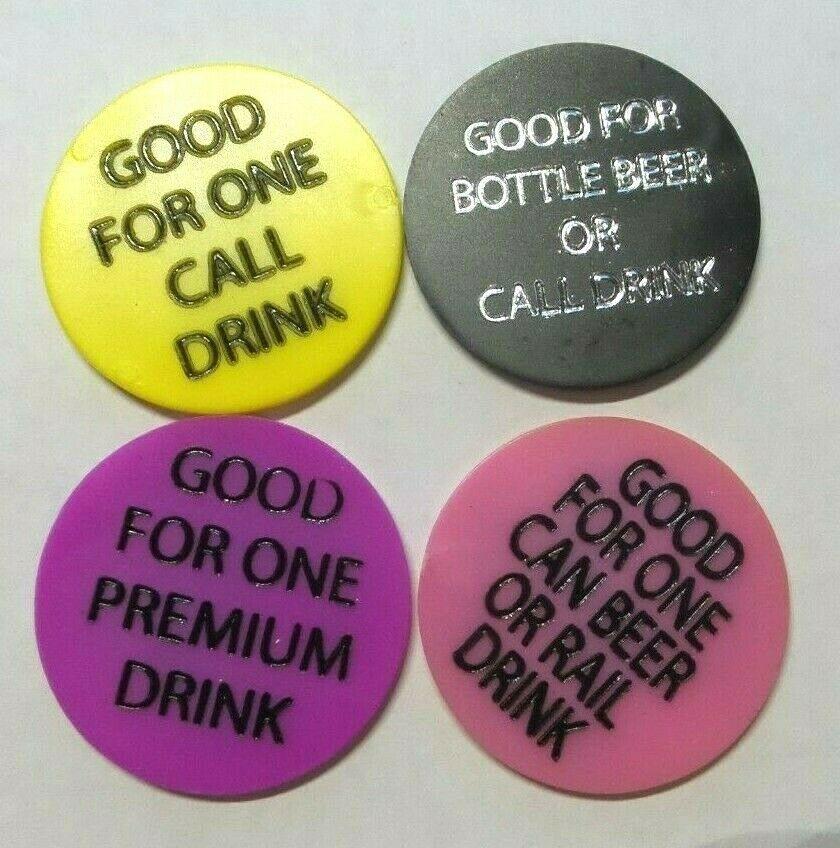 GOOD
FOR ONE
CALL
DRINK
GOOD FOR
BOTTLE BEER
OR
CALL DRINK
GOOD
FOR ONE
PREMIUM
DRINK
GOOD
FOR ONE
CAN BEER
OR RAIL
DRINK